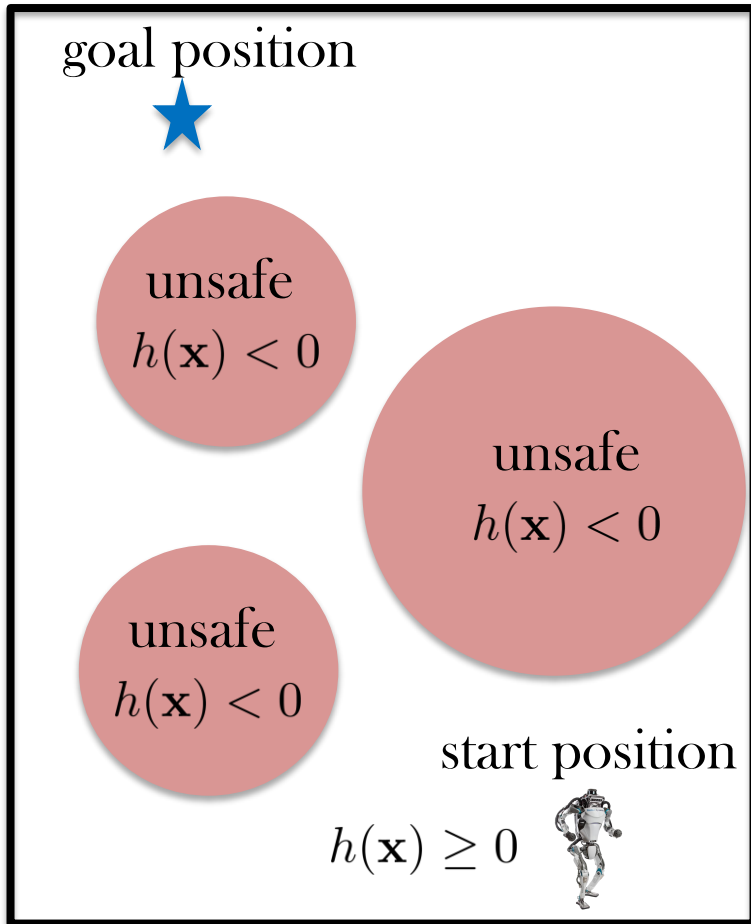 goal position
unsafe
h(𝐱) < 0
unsafe
h(𝐱) < 0
unsafe
h(𝐱) < 0
start position
h(𝐱) ≥ 0